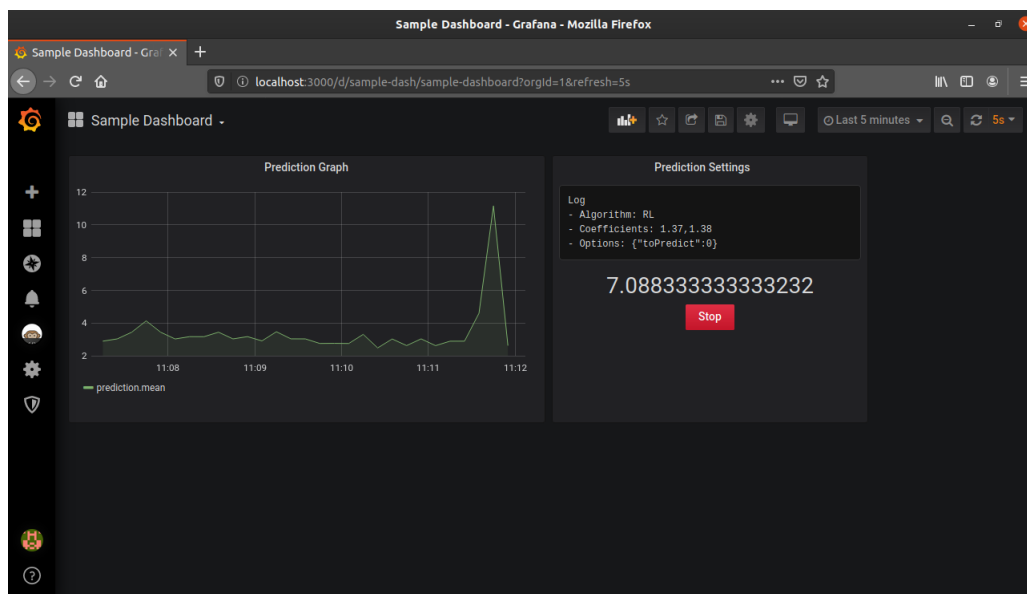 Sample Dashboard - Grafana - Mozilla Firefox
Sample Dashboard - Graf
localhost:3000/d/sample-dash/sample-dashboard?orgId=1&refresh=5s
Sample Dashboard
Last 5 minutes
5s
Prediction Graph
12
10
8
6
4
2
11:08 11:09 11:10 11:11 11:12
prediction.mean
Prediction Settings
Log
- Algorithm: RL
- Coefficients: 1.37,1.38
- Options: {"toPredict":0}
7.088333333333232
Stop